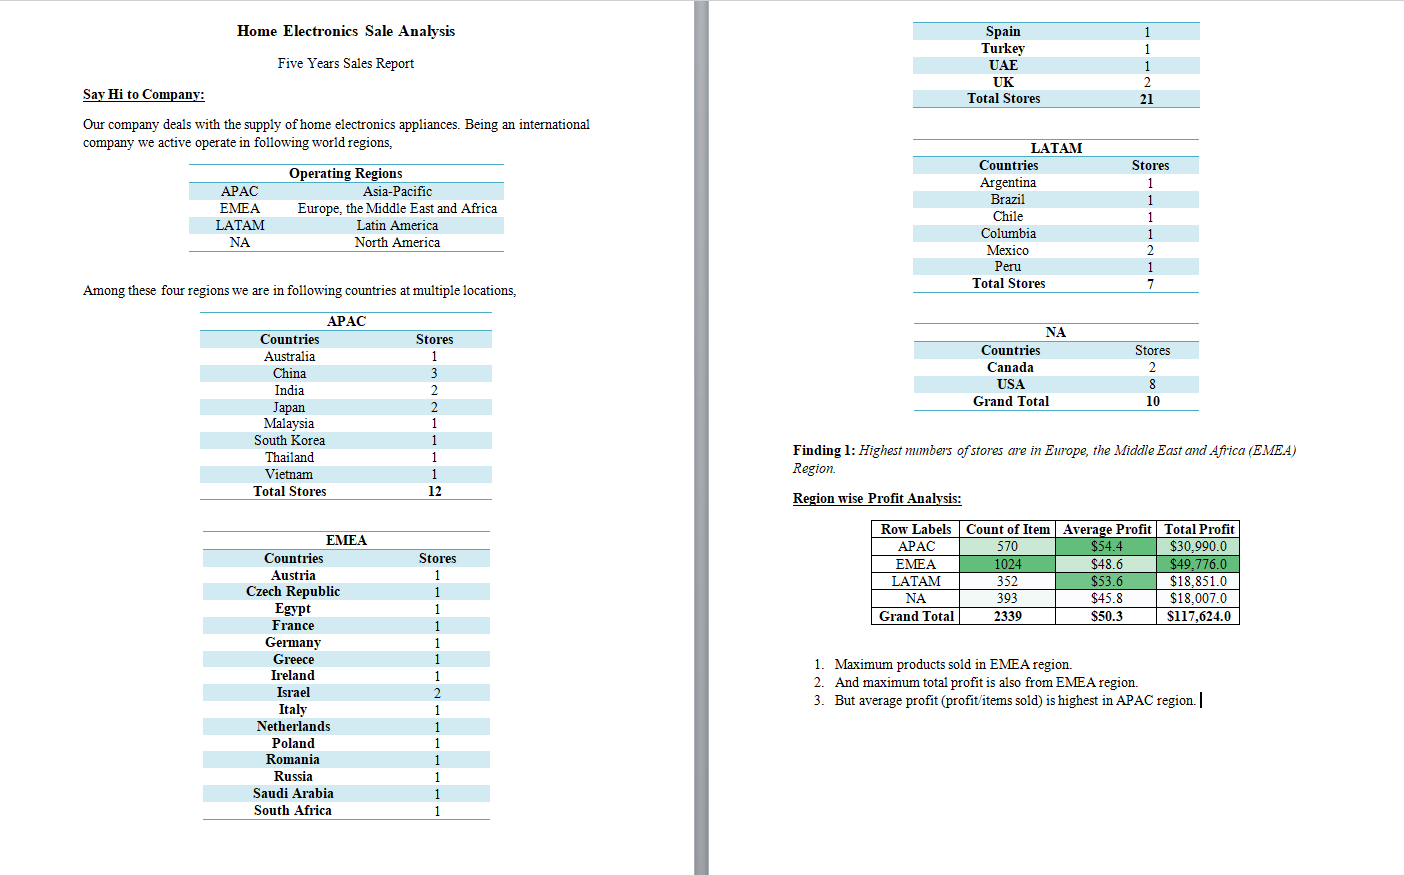 Home Electronics Sale Analysis
Five Years Sales Report
Say Hi to Company:
Our company deals with the supply of home electronics appliances. Being an international
company we active operate in following world regions,
Operating Regions
APAC Asia-Pacific
EMEA Europe, the Middle East and Africa
LATAM Latin America
NA North America
Among these four regions we are in following countries at multiple locations,
APAC
Countries Stores
Australia 1
China 3
India 2
Japan 2
Malaysia 1
South Korea 1
Thailand 1
Vietnam 1
Total Stores 12
EMEA
Countries Stores
Austria 1
Czech Republic 1
Egypt 1
France 1
Germany 1
Greece 1
Ireland 1
Israel 2
Italy 1
Netherlands 1
Poland 1
Romania 1
Russia 1
Saudi Arabia 1
South Africa 1
Spain 1
Turkey 1
UAE 1
UK 2
Total Stores 21
LATAM
Countries Stores
Argentina 1
Brazil 1
Chile 1
Columbia 1
Mexico 2
Peru 1
Total Stores 7
NA
Countries Stores
Canada 2
USA 8
Grand Total 10
Finding 1: Highest numbers of stores are in Europe, the Middle East and Africa (EMEA)
Region.
Region wise Profit Analysis:
Row Labels Count of Item Average Profit Total Profit
APAC 570 $54.4 $30,990.0
EMEA 1024 $48.6 $49,776.0
LATAM 352 $53.6 $18,851.0
NA 393 $45.8 $18,007.0
Grand Total 2339 $50.3 $117,624.0
1. Maximum products sold in EMEA region.
2. And maximum total profit is also from EMEA region.
3. But average profit (profit/items sold) is highest in APAC region.